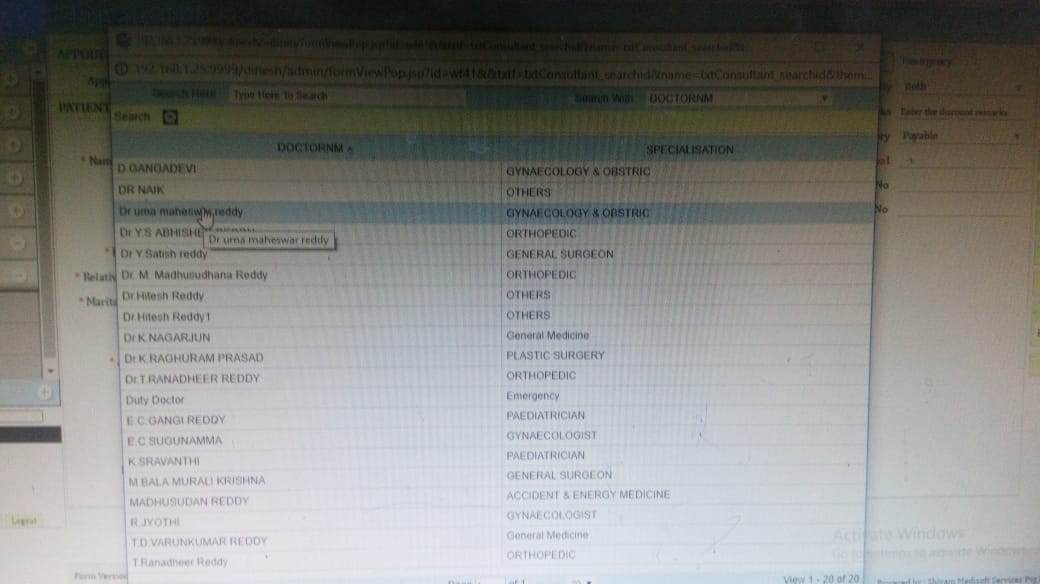 192.168.1.25:9999/dinesh/admin/formViewPop.jsp?id=wt41&&txtf=txtConsultant_searchid&name=txtConsultant_searchid&them...
Search Here Type Here To Search Search With DOCTORNM
Search
DOCTORNM SPECIALISATION
D GANGADEVI GYNAECOLOGY & OBSTRIC
DR NAIK OTHERS
Dr uma maheswar reddy GYNAECOLOGY & OBSTRIC
Dr Y.S ABHISHE ORTHOPEDIC
Dr uma maheswar reddy
Dr Y.Satish reddy GENERAL SURGEON
Dr. M. Madhusudhana Reddy ORTHOPEDIC
Dr.Hitesh Reddy OTHERS
Dr.Hitesh Reddy1 OTHERS
Dr.K.NAGARJUN General Medicine
Dr.K.RAGHURAM PRASAD PLASTIC SURGERY
Dr.T.RANADHEER REDDY ORTHOPEDIC
Duty Doctor Emergency
E.C.GANGI REDDY PAEDIATRICIAN
E.C SUGUNAMMA GYNAECOLOGIST
K.SRAVANTHI PAEDIATRICIAN
M.BALA MURALI KRISHNA GENERAL SURGEON
MADHUSUDAN REDDY ACCIDENT & ENERGY MEDICINE
R.JYOTHI GYNAECOLOGIST
T.D.VARUNKUMAR REDDY General Medicine
T.Ranadheer Reddy ORTHOPEDIC
View 1 - 20 of 20
PATIENT
* Nam
* Relativ
* Marita
Logout
Form Version
Emergency
Both
Enter the discount remarks
Payable
No
No
Activate Windows
Go to Settings to activate Windows
Powered by : Shivam Medisoft Services Pvt